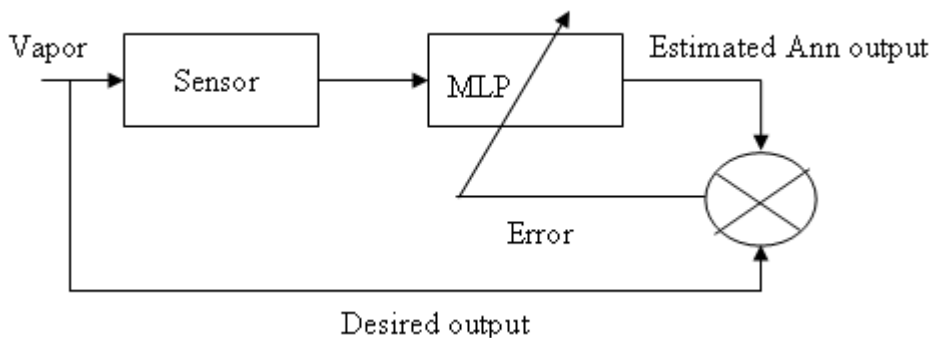 Vapor
Sensor
MLP
Estimated Ann output
Error
Desired output